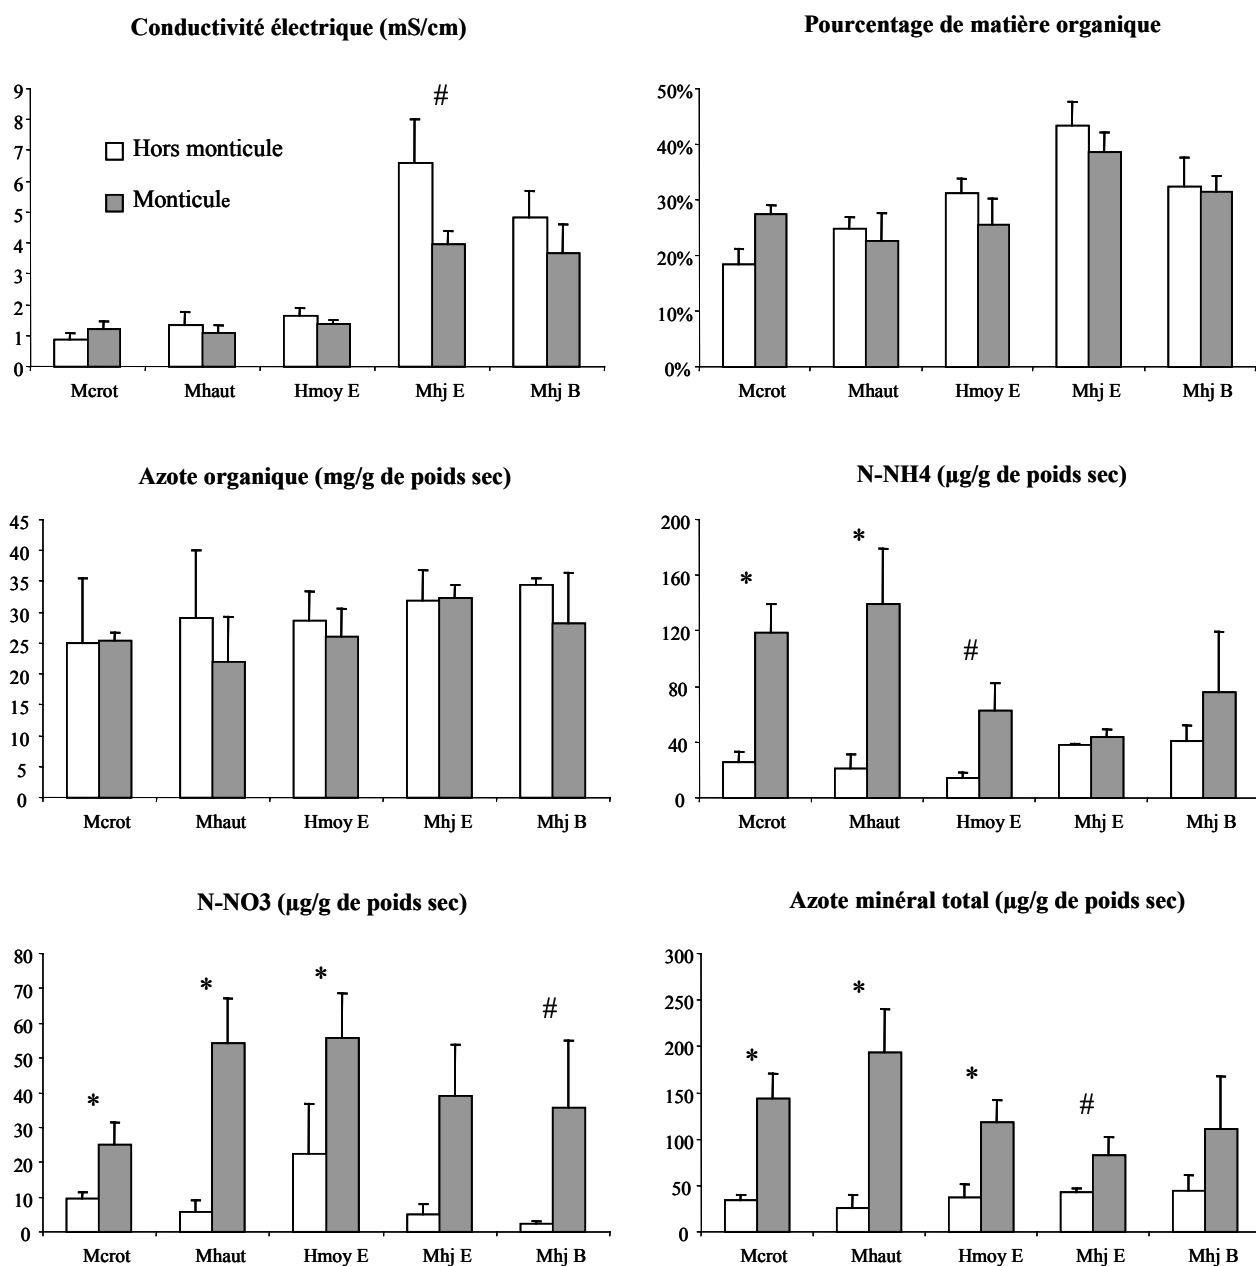 Conductivité électrique (mS/cm)
9
8
7
6
5
4
3
2
1
0
#
Hors monticule
Monticule
Mcrot Mhaut Hmoy E Mhj E Mhj B
Pourcentage de matière organique
50%
40%
30%
20%
10%
0%
Mcrot Mhaut Hmoy E Mhj E Mhj B
Azote organique (mg/g de poids sec)
45
40
35
30
25
20
15
10
5
0
Mcrot Mhaut Hmoy E Mhj E Mhj B
N-NH4 (µg/g de poids sec)
200
160
120
80
40
0
* * #
Mcrot Mhaut Hmoy E Mhj E Mhj B
N-NO3 (µg/g de poids sec)
80
70
60
50
40
30
20
10
0
* * * #
Mcrot Mhaut Hmoy E Mhj E Mhj B
Azote minéral total (µg/g de poids sec)
300
250
200
150
100
50
0
* * * #
Mcrot Mhaut Hmoy E Mhj E Mhj B